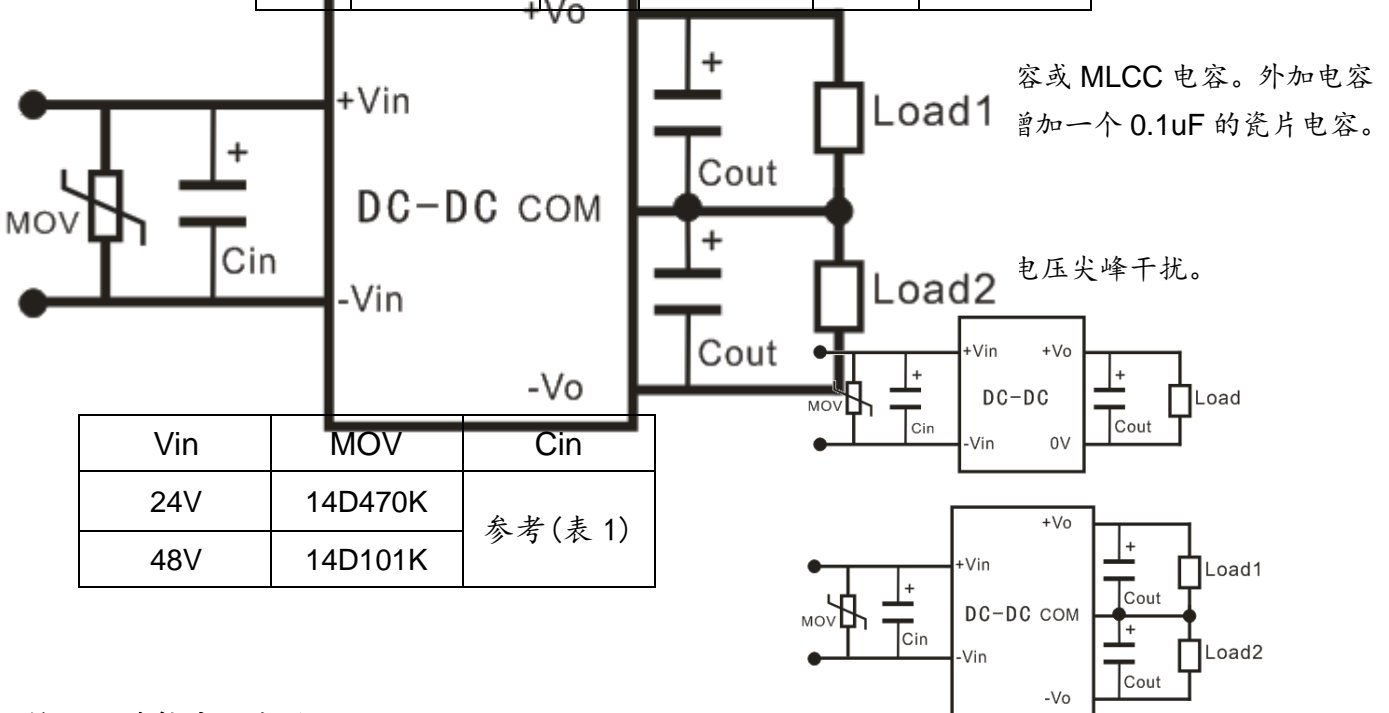 +Vo
容或 MLCC 电容。外加电容
增加一个 0.1uF 的瓷片电容。
+Vin
+
+
Load1
MOV
Cin
DC-DC COM
Cout
-Vin
+
Load2
电压尖峰干扰。
Cout
-Vo
+Vin
+Vo
+
+
MOV
Cin
DC-DC
Cout
Load
-Vin
0V
Vin MOV Cin
24V 14D470K 参考(表 1)
48V 14D101K
+Vo
+Vin
+
+
Load1
MOV
Cin
DC-DC COM
Cout
-Vin
+
Load2
Cout
-Vo